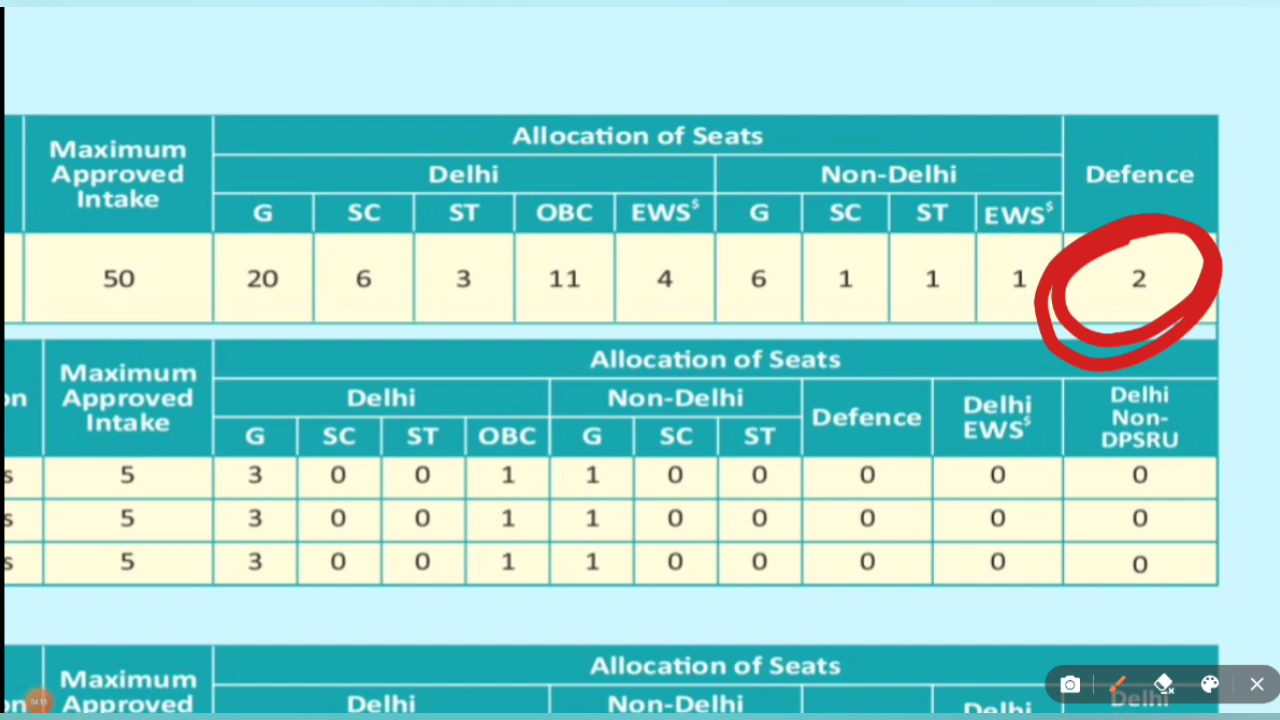 Allocation of Seats
Maximum Approved Intake
Delhi Non-Delhi Defence
G SC ST OBC EWS$ G SC ST EWS$
50 20 6 3 11 4 6 1 1 1 2
Allocation of Seats
on Maximum Approved Intake
Delhi Non-Delhi Defence Delhi EWS$ Delhi Non-DPSRU
G SC ST OBC G SC ST
s 5 3 0 0 1 1 0 0 0 0 0
s 5 3 0 0 1 1 0 0 0 0 0
s 5 3 0 0 1 1 0 0 0 0 0
Allocation of Seats
on Maximum Approved
Delhi Non-Delhi Delhi Delhi